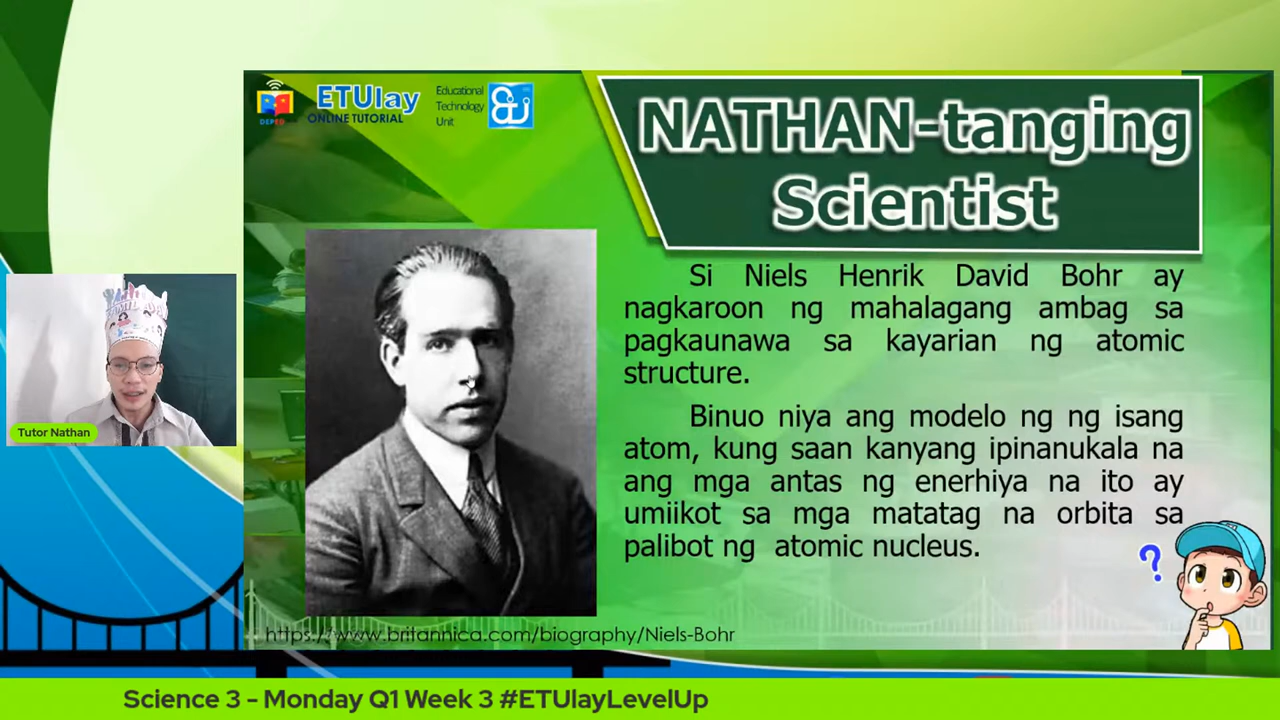 DEPED
ETUlay
ONLINE TUTORIAL
Educational
Technology
Unit
NATHAN-tanging
Scientist
Si Niels Henrik David Bohr ay
nagkaroon ng mahalagang ambag sa
pagkaunawa sa kayarian ng atomic
structure.
Binuo niya ang modelo ng ng isang
atom, kung saan kanyang ipinanukala na
ang mga antas ng enerhiya na ito ay
umiikot sa mga matatag na orbita sa
palibot ng atomic nucleus.
?
https://www.britannica.com/biography/Niels-Bohr
Tutor Nathan
Science 3 - Monday Q1 Week 3 #ETUlayLevelUp